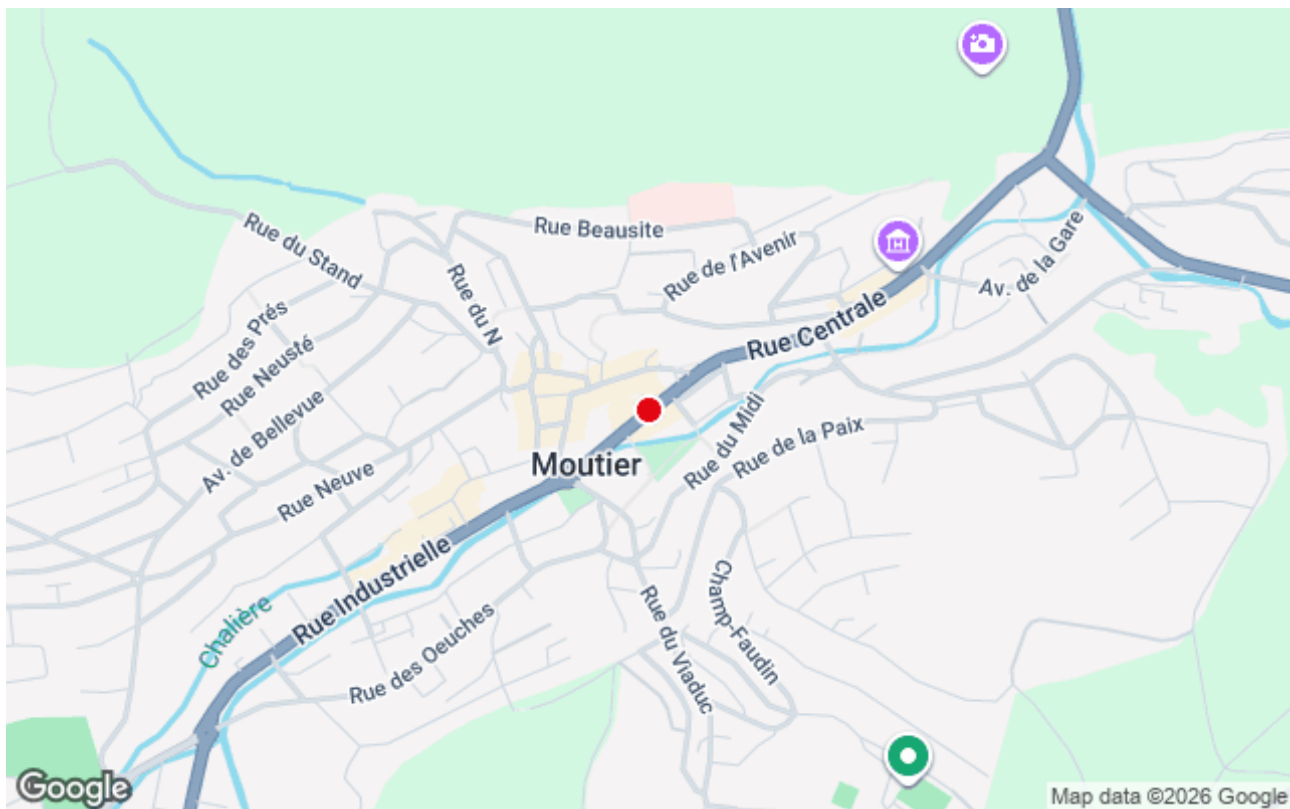 Rue Beausite
Rue du Stand
Rue de l'Avenir
Av. de la Gare
Rue du N
Rue Centrale
Rue des Prés
Rue Neusté
Av. de Bellevue
Rue du Midi
Rue de la Paix
Moutier
Rue Neuve
Rue Industrielle
Chalière
Rue des Oeuches
Rue du Viaduc
Champ-Faudin
Google
Map data ©2026 Google